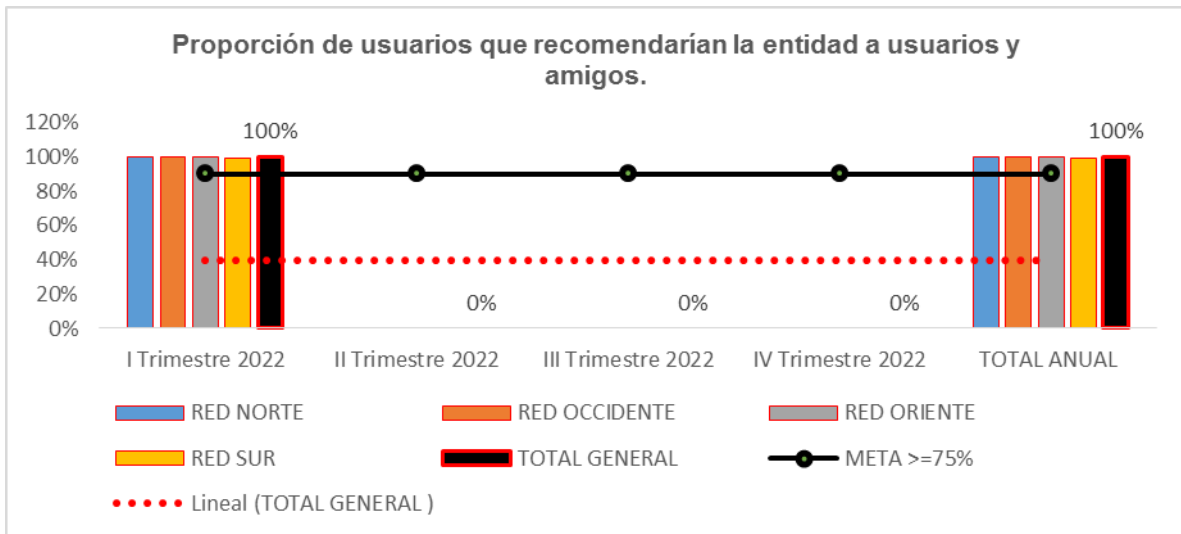 Proporción de usuarios que recomendarían la entidad a usuarios y
amigos.
120%
100%
80%
60%
40%
20%
0%
100%
0%
0%
0%
100%
I Trimestre 2022
II Trimestre 2022
III Trimestre 2022
IV Trimestre 2022
TOTAL ANUAL
RED NORTE
RED OCCIDENTE
RED ORIENTE
RED SUR
TOTAL GENERAL
META >=75%
Lineal (TOTAL GENERAL )